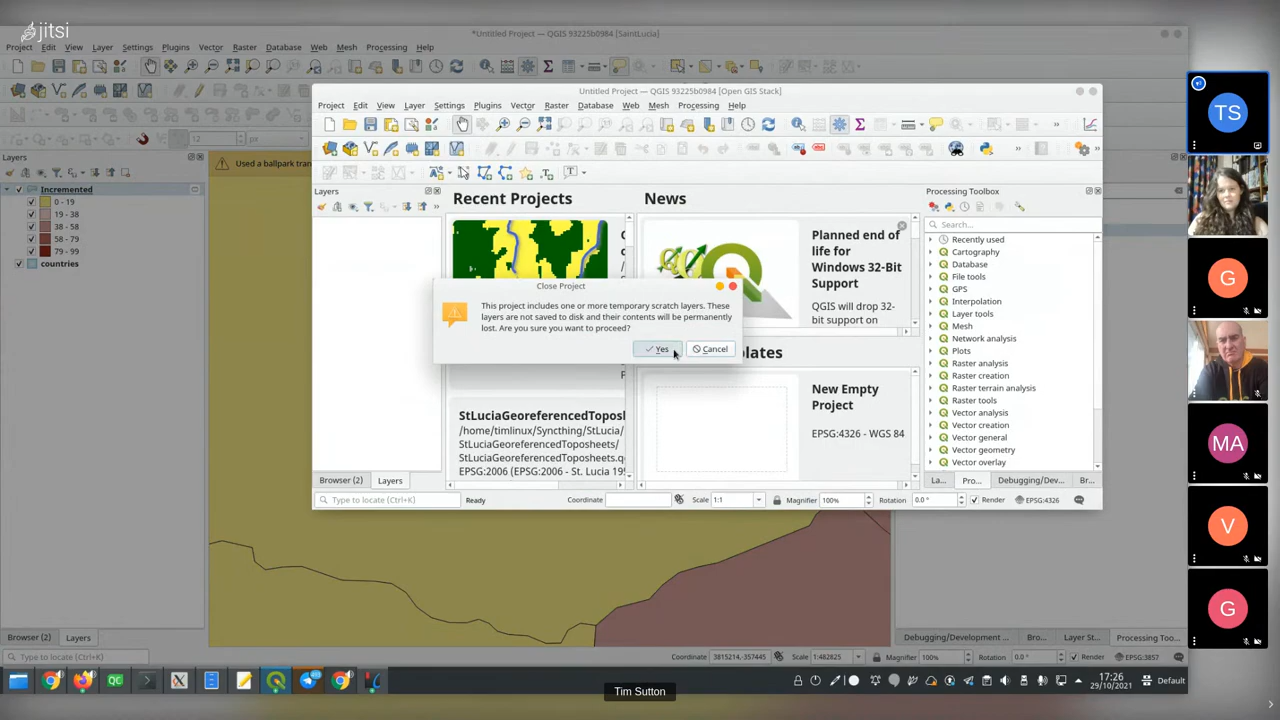 jitsi
*Untitled Project — QGIS 93225b0984 [SaintLucia]
Project Edit View Layer Settings Plugins Vector Raster Database Web Mesh Processing Help
12 px
Layers
Used a ballpark tran
Incremented
0 - 19
19 - 38
38 - 58
58 - 79
79 - 99
countries
Untitled Project — QGIS 93225b0984 [Open GIS Stack]
Project Edit View Layer Settings Plugins Vector Raster Database Web Mesh Processing Help
Layers
Recent Projects
News
Planned end of
life for
Windows 32-Bit
Support
QGIS will drop 32-
bit support on
Processing Toolbox
Search...
Recently used
Cartography
Database
File tools
GPS
Interpolation
Layer tools
Mesh
Network analysis
Plots
Raster analysis
Raster creation
Raster terrain analysis
Raster tools
Vector analysis
Vector creation
Vector general
Vector geometry
Vector overlay
Close Project
This project includes one or more temporary scratch layers. These
layers are not saved to disk and their contents will be permanently
lost. Are you sure you want to proceed?
Yes Cancel
plates
New Empty
Project
EPSG:4326 - WGS 84
StLuciaGeoreferencedTopos
/home/timlinux/Syncthing/StLucia/
StLuciaGeoreferencedToposheets/
StLuciaGeoreferencedToposheets.q
EPSG:2006 (EPSG:2006 - St. Lucia 19
Browser (2) Layers
La... Pro... Debugging/Dev... Br...
Type to locate (Ctrl+K) Ready Coordinate Scale 1:1 Magnifier 100% Rotation 0.0 ° Render EPSG:4326
Browser (2) Layers
Debugging/Development ... Bro... Layer St... Processing Too...
Type to locate (Ctrl+K) Coordinate 3815214,-357445 Scale 1:482825 Magnifier 100% Rotation 0.0 ° Render EPSG:3857
17:26
29/10/2021
Default
Tim Sutton
TS
G
MA
V
G